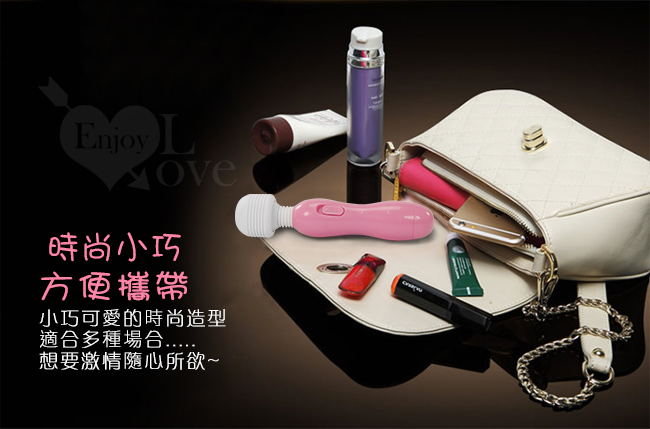 Enjoy
Love
時尚小巧
方便攜帶
小巧可愛的時尚造型
適合多種場合.....
想要激情隨心所欲~